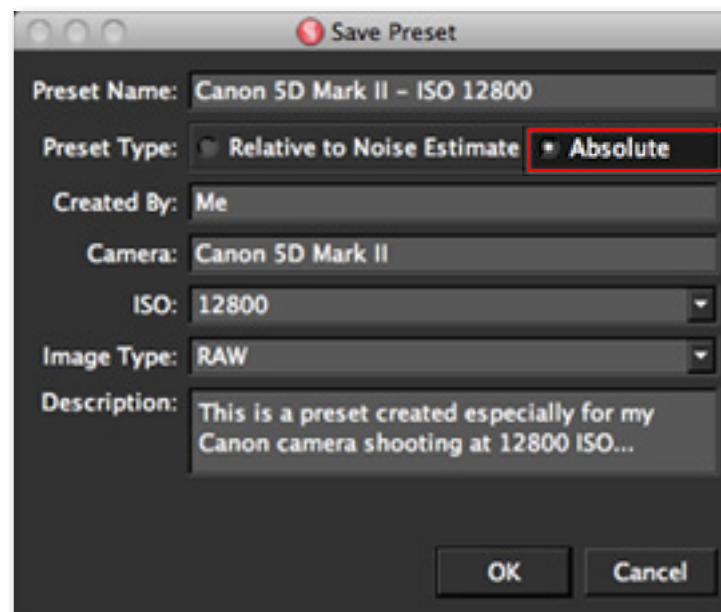 Save Preset
Preset Name: Canon 5D Mark II – ISO 12800
Preset Type: Relative to Noise Estimate Absolute
Created By: Me
Camera: Canon 5D Mark II
ISO: 12800
Image Type: RAW
Description: This is a preset created especially for my
Canon camera shooting at 12800 ISO...
OK Cancel